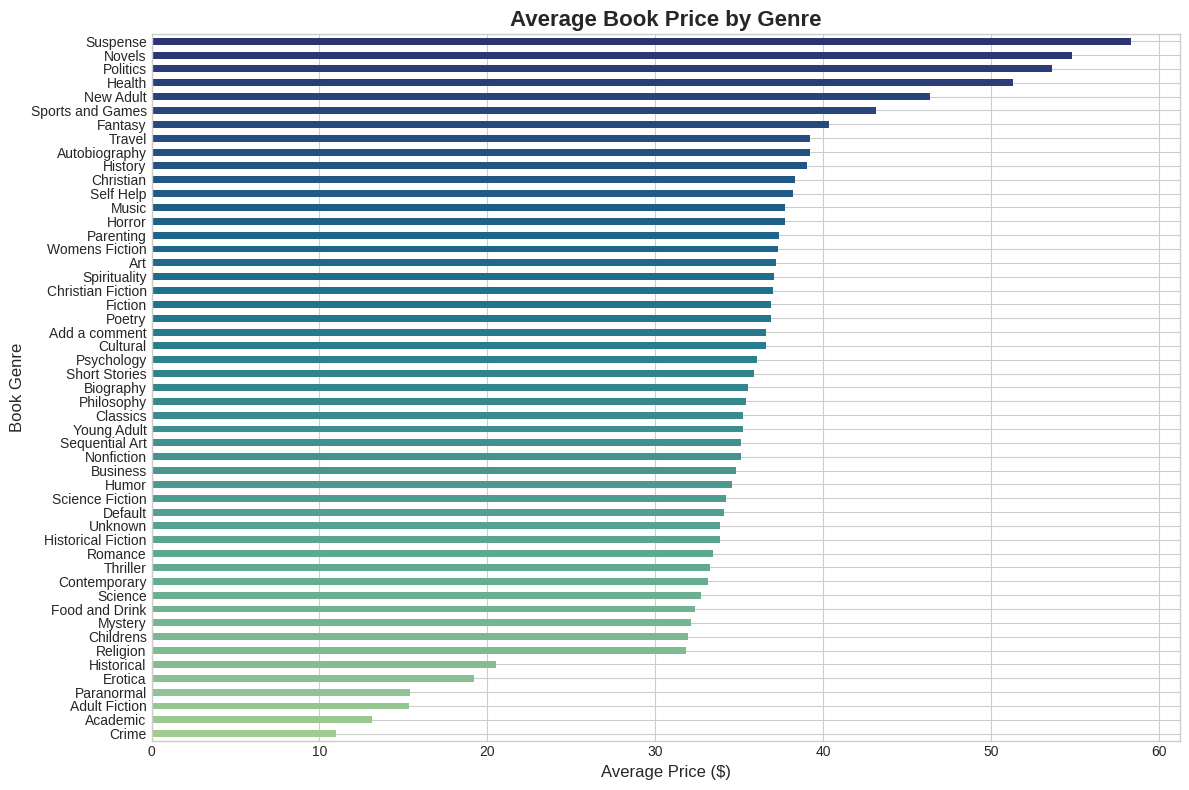 Average Book Price by Genre
Suspense
Novels
Politics
Health
New Adult
Sports and Games
Fantasy
Travel
Autobiography
History
Christian
Self Help
Music
Horror
Parenting
Womens Fiction
Art
Spirituality
Christian Fiction
Fiction
Poetry
Add a comment
Cultural
Psychology
Short Stories
Biography
Philosophy
Classics
Young Adult
Sequential Art
Nonfiction
Business
Humor
Science Fiction
Default
Unknown
Historical Fiction
Romance
Thriller
Contemporary
Science
Food and Drink
Mystery
Childrens
Religion
Historical
Erotica
Paranormal
Adult Fiction
Academic
Crime
Book Genre
0 10 20 30 40 50 60
Average Price ($)